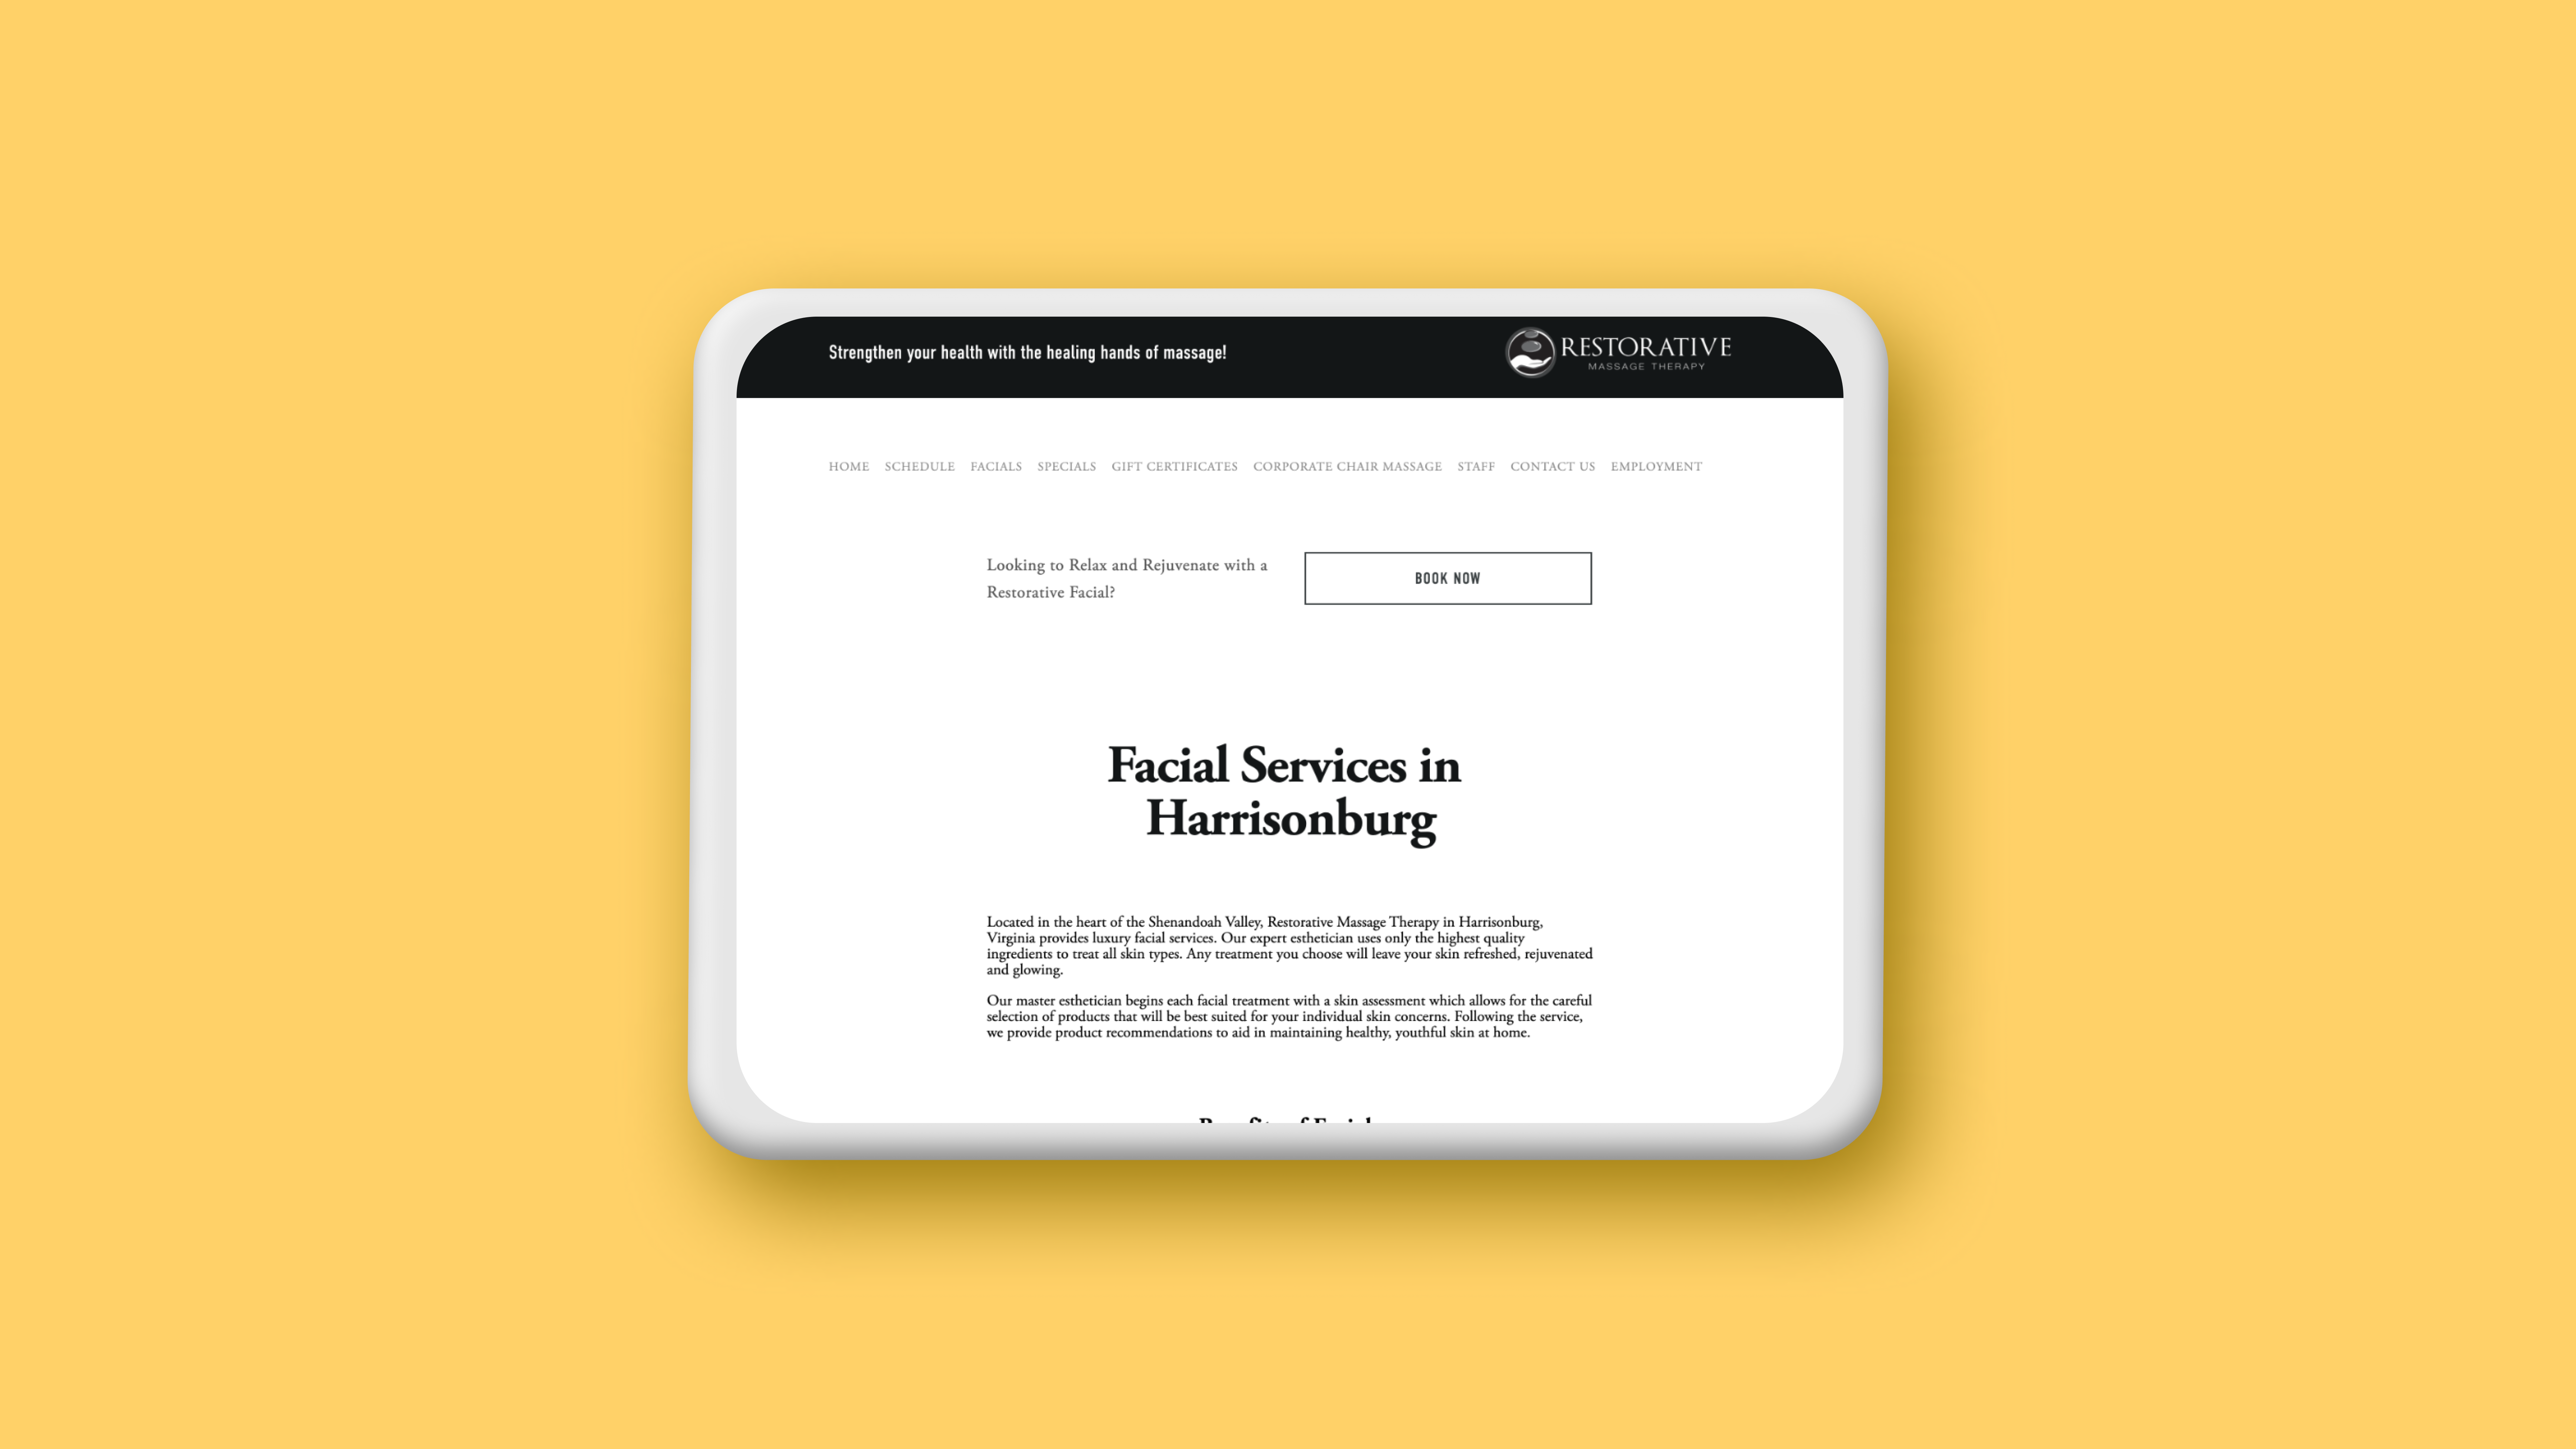 Strengthen your health with the healing hands of massage!
RESTORATIVE
MASSAGE THERAPY
HOME SCHEDULE FACIALS SPECIALS GIFT CERTIFICATES CORPORATE CHAIR MASSAGE STAFF CONTACT US EMPLOYMENT
Looking to Relax and Rejuvenate with a
Restorative Facial?
BOOK NOW
Facial Services in
Harrisonburg
Located in the heart of the Shenandoah Valley, Restorative Massage Therapy in Harrisonburg,
Virginia provides luxury facial services. Our expert esthetician uses only the highest quality
ingredients to treat all skin types. Any treatment you choose will leave your skin refreshed, rejuvenated
and glowing.
Our master esthetician begins each facial treatment with a skin assessment which allows for the careful
selection of products that will be best suited for your individual skin concerns. Following the service,
we provide product recommendations to aid in maintaining healthy, youthful skin at home.